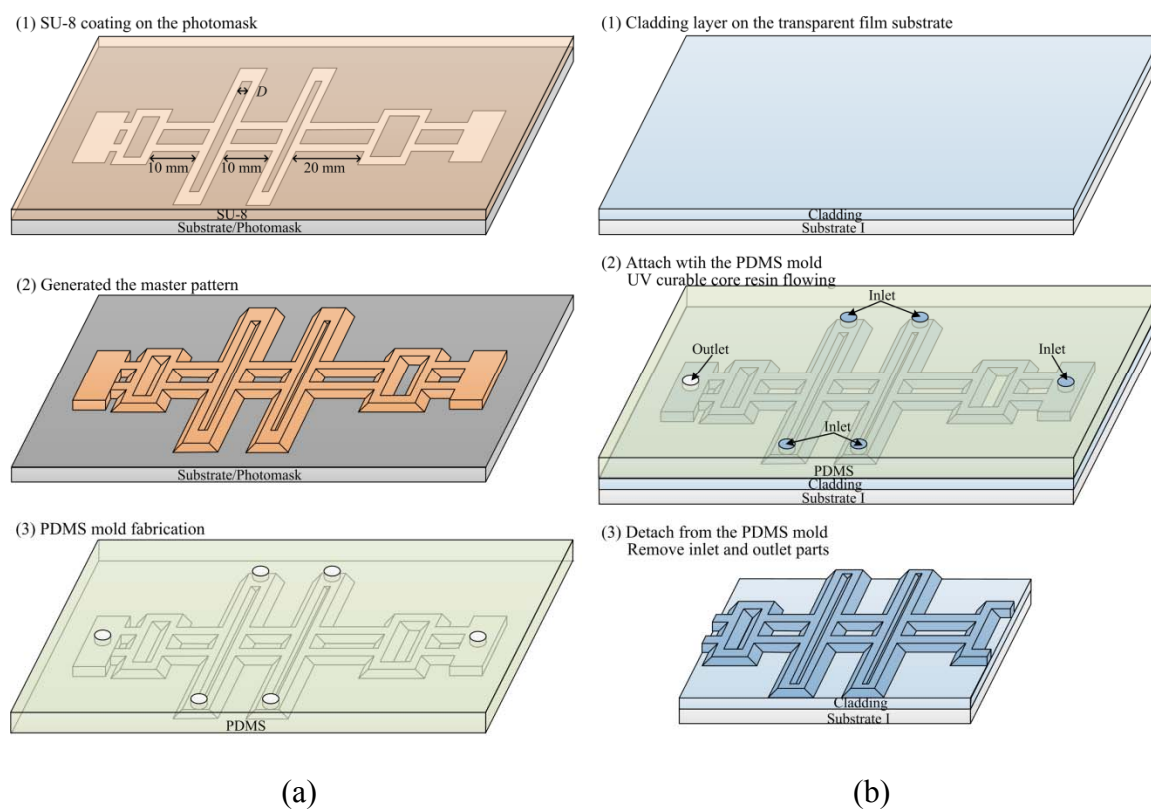 (1) SU-8 coating on the photomask
D
10 mm
10 mm
20 mm
SU-8
Substrate/Photomask
(2) Generated the master pattern
Substrate/Photomask
(3) PDMS mold fabrication
PDMS
(a)
(1) Cladding layer on the transparent film substrate
Cladding
Substrate I
(2) Attach wtih the PDMS mold
UV curable core resin flowing
Inlet
Outlet
Inlet
Inlet
PDMS
Cladding
Substrate I
(3) Detach from the PDMS mold
Remove inlet and outlet parts
Cladding
Substrate I
(b)